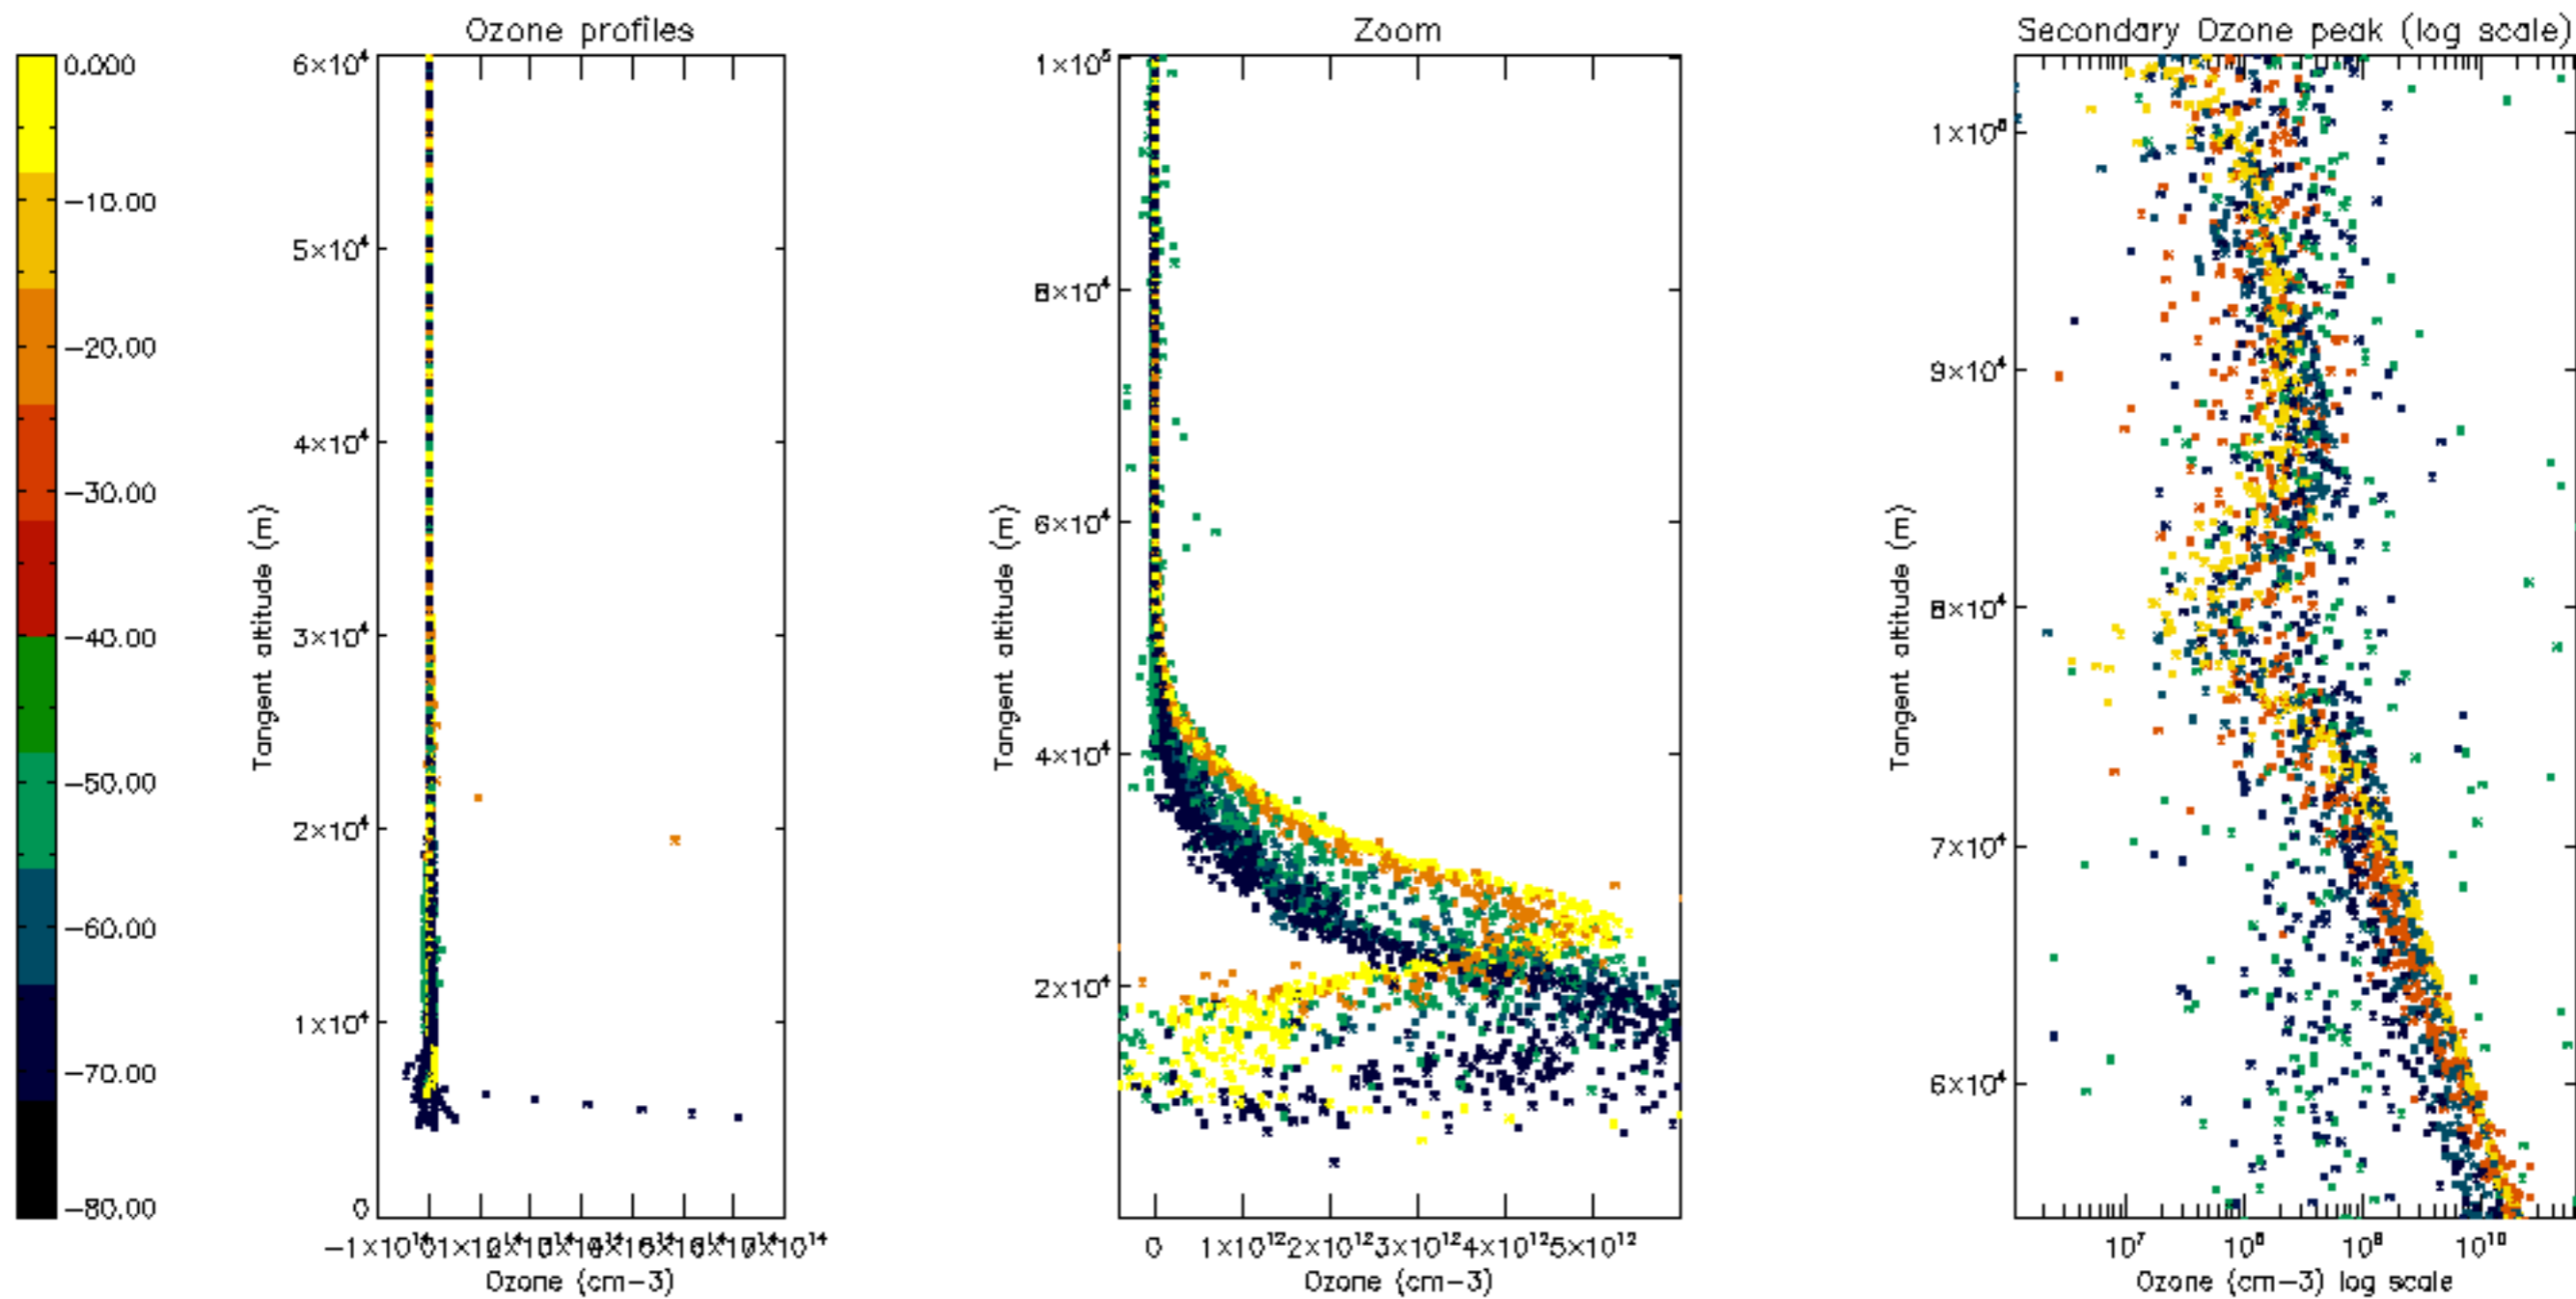 Ozone profiles
Zoom
Secondary Ozone peak (log scale)
0.000
−10.00
−20.00
−30.00
−40.00
−50.00
−60.00
−70.00
−80.00
6×10⁴
5×10⁴
4×10⁴
3×10⁴
2×10⁴
1×10⁴
0
Tangent altitude (m)
Ozone (cm−3)
1×10⁵
8×10⁴
6×10⁴
4×10⁴
2×10⁴
Tangent altitude (m)
0 1×10¹² 2×10¹² 3×10¹² 4×10¹² 5×10¹²
Ozone (cm−3)
9×10⁴
8×10⁴
7×10⁴
6×10⁴
Tangent altitude (m)
10⁷ 10⁸ 10⁹ 10¹⁰
Ozone (cm−3) log scale